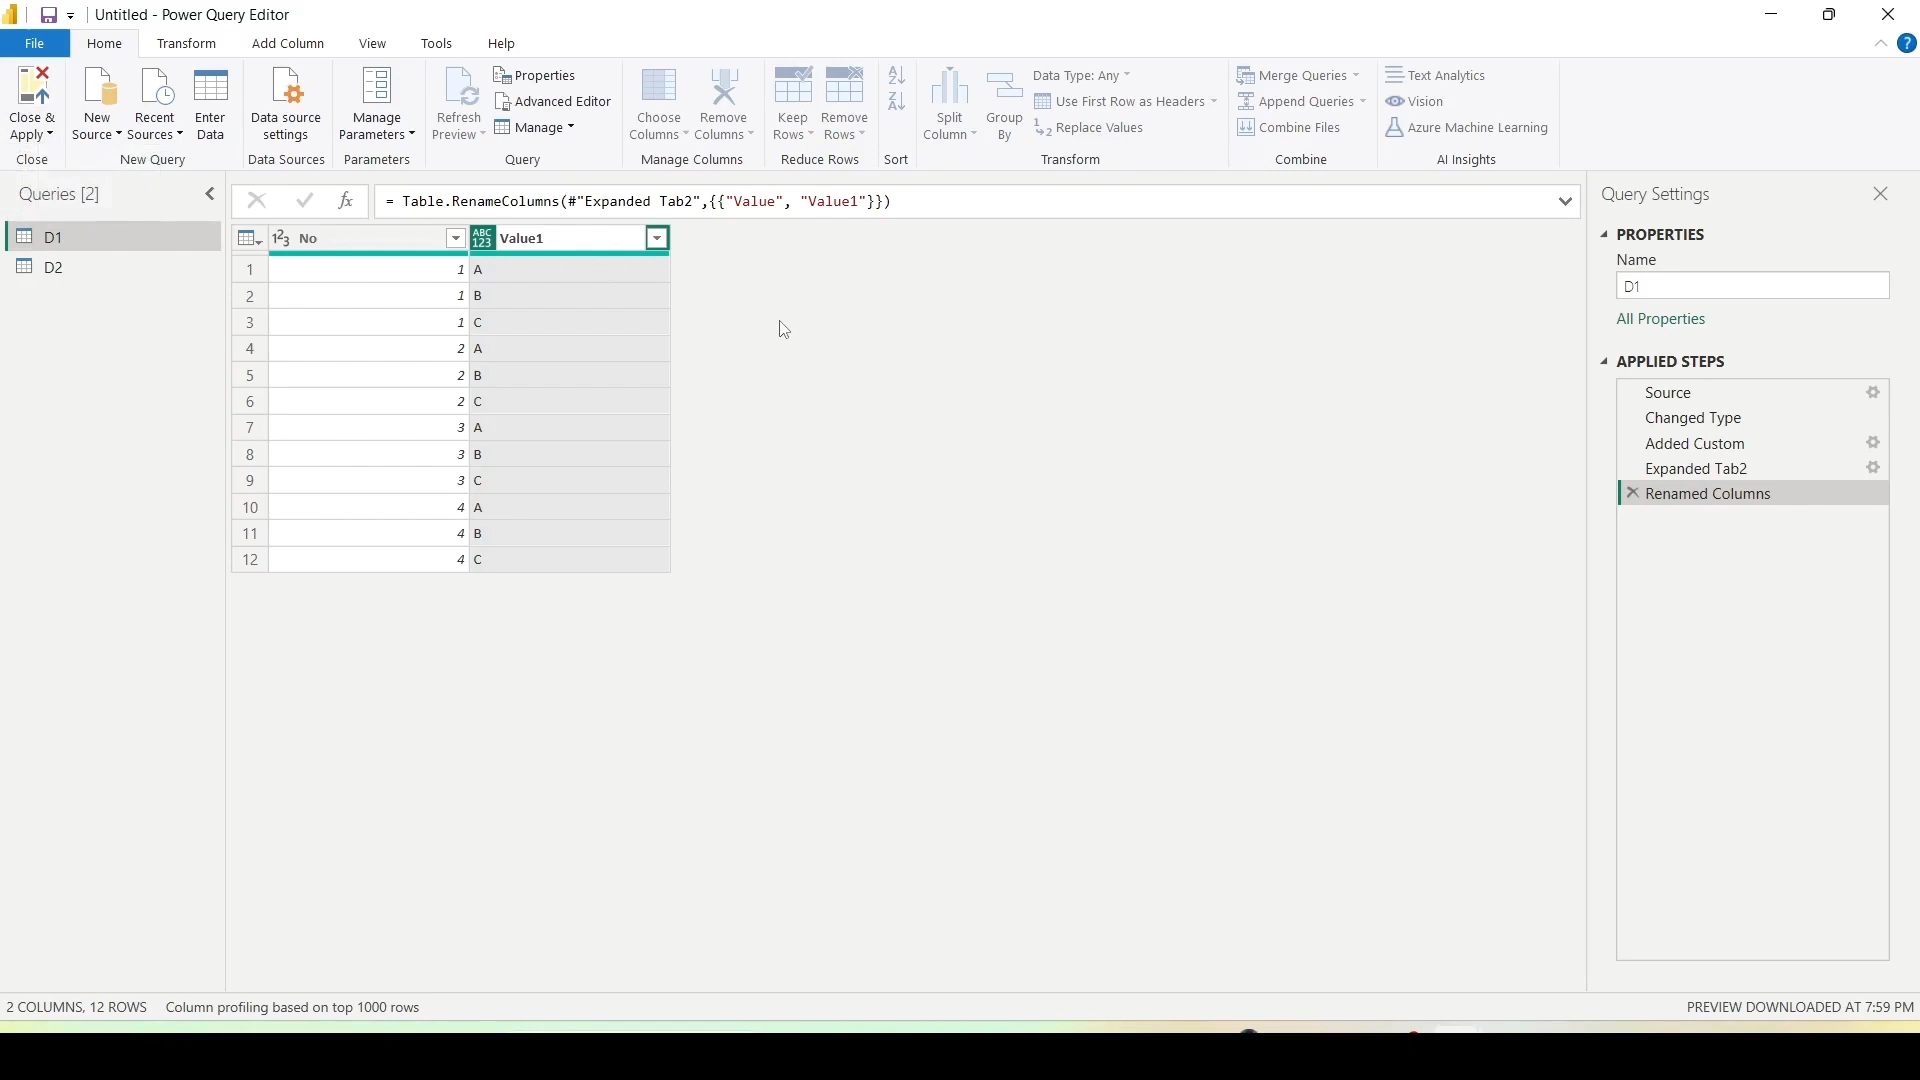 Untitled - Power Query Editor
File Home Transform Add Column View Tools Help
Close & Apply
Close
New Source
Recent Sources
Enter Data
New Query
Data source settings
Data Sources
Manage Parameters
Parameters
Refresh Preview
Properties
Advanced Editor
Manage
Query
Choose Columns
Remove Columns
Manage Columns
Keep Rows
Remove Rows
Reduce Rows
Sort
Split Column
Group By
Data Type: Any
Use First Row as Headers
Replace Values
Transform
Merge Queries
Append Queries
Combine Files
Combine
Text Analytics
Vision
Azure Machine Learning
AI Insights
Queries [2]
D1
D2
= Table.RenameColumns(#"Expanded Tab2",{{"Value", "Value1"}})
123 No ABC 123 Value1
1 1 A
2 1 B
3 1 C
4 2 A
5 2 B
6 2 C
7 3 A
8 3 B
9 3 C
10 4 A
11 4 B
12 4 C
Query Settings
PROPERTIES
Name
D1
All Properties
APPLIED STEPS
Source
Changed Type
Added Custom
Expanded Tab2
Renamed Columns
2 COLUMNS, 12 ROWS Column profiling based on top 1000 rows
PREVIEW DOWNLOADED AT 7:59 PM